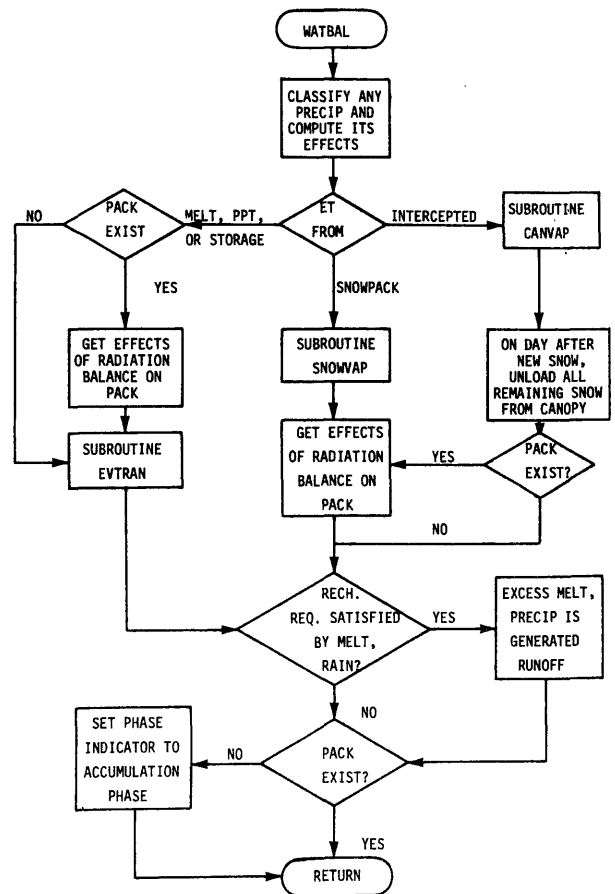 WATBAL
CLASSIFY ANY
PRECIP AND
COMPUTE ITS
EFFECTS
NO
PACK
EXIST
MELT, PPT,
OR STORAGE
ET
FROM
INTERCEPTED
SUBROUTINE
CANVAP
YES
SNOWPACK
GET EFFECTS
OF RADIATION
BALANCE ON
PACK
SUBROUTINE
SNOWVAP
ON DAY AFTER
NEW SNOW,
UNLOAD ALL
REMAINING SNOW
FROM CANOPY
SUBROUTINE
EVTRAN
GET EFFECTS
OF RADIATION
BALANCE ON
PACK
YES
PACK
EXIST?
NO
RECH.
REQ. SATISFIED
BY MELT,
RAIN?
YES
EXCESS MELT,
PRECIP IS
GENERATED
RUNOFF
NO
SET PHASE
INDICATOR TO
ACCUMULATION
PHASE
NO
PACK
EXIST?
YES
RETURN